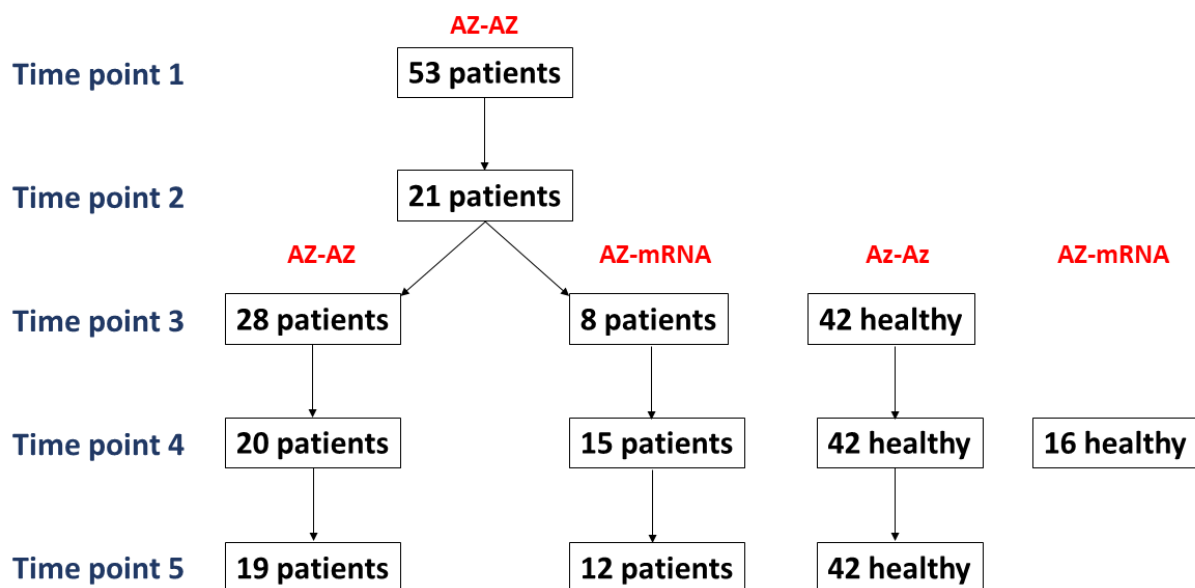 AZ-AZ
Time point 1
53 patients
Time point 2
21 patients
AZ-AZ
AZ-mRNA
Az-Az
AZ-mRNA
Time point 3
28 patients
8 patients
42 healthy
Time point 4
20 patients
15 patients
42 healthy
16 healthy
Time point 5
19 patients
12 patients
42 healthy